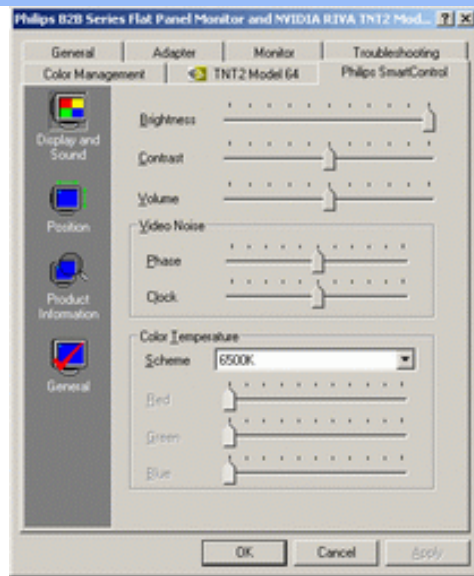 Philips B2B Series Flat Panel Monitor and NVIDIA RIVA TNT2 Mod...
General Adapter Monitor Troubleshooting
Color Management TNT2 Model 64 Philips SmartControl
Display and
Sound
Position
Product
Information
General
Brightness
Contrast
Volume
Video Noise
Phase
Clock
Color Temperature
Scheme 6500K
Red
Green
Blue
OK Cancel Apply